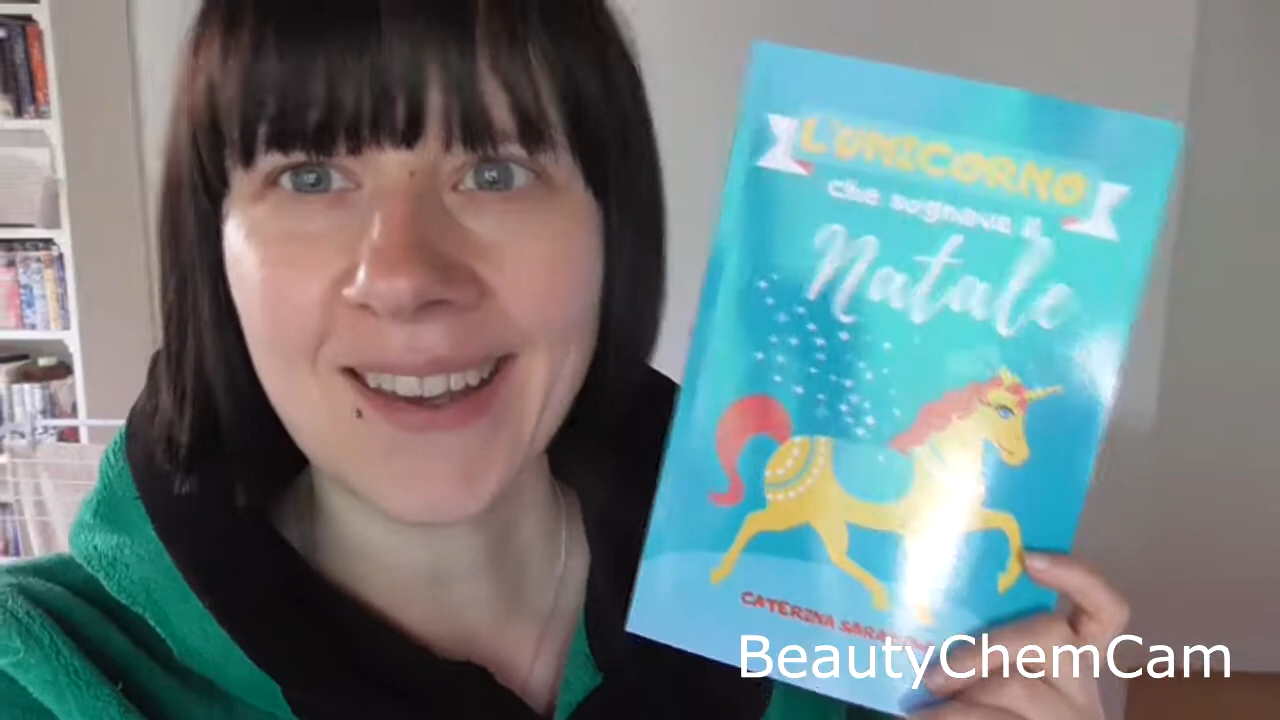 L'UNICORNO
che sognava il
Natale
CATERINA
BeautyChemCam